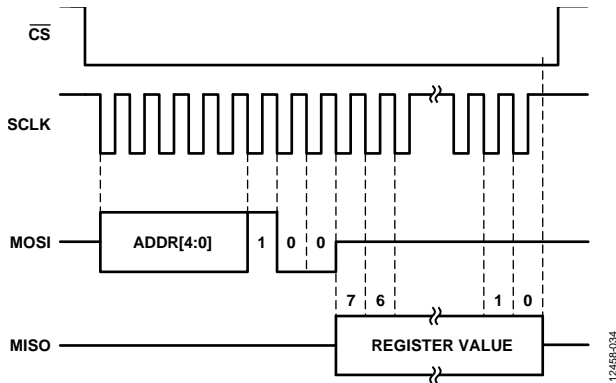 CS
SCLK
MOSI ADDR[4:0] 1 0 0
7 6 1 0
MISO REGISTER VALUE
12458-034